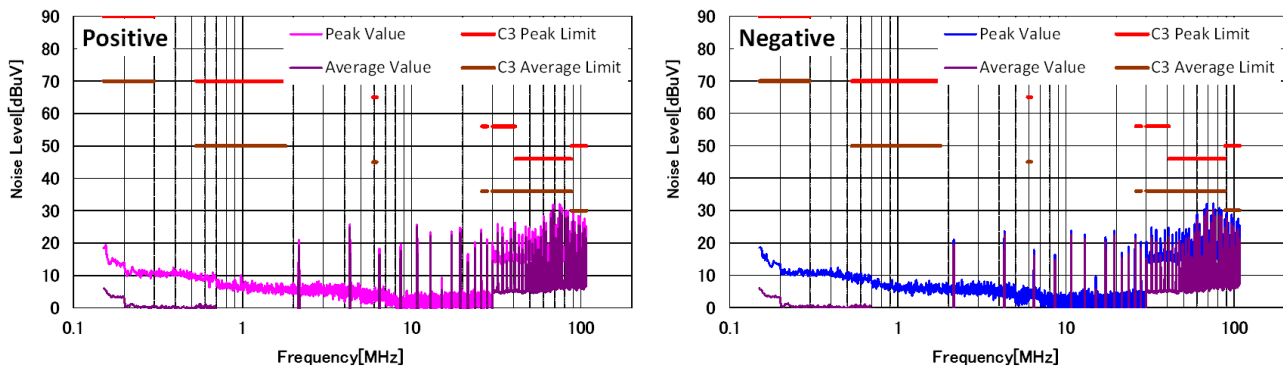 Positive
Peak Value
C3 Peak Limit
Average Value
C3 Average Limit
Noise Level[dBuV]
90
80
70
60
50
40
30
20
10
0
0.1
1
10
100
Frequency[MHz]
Negative
Peak Value
C3 Peak Limit
Average Value
C3 Average Limit
Noise Level[dBuV]
90
80
70
60
50
40
30
20
10
0
0.1
1
10
100
Frequency[MHz]